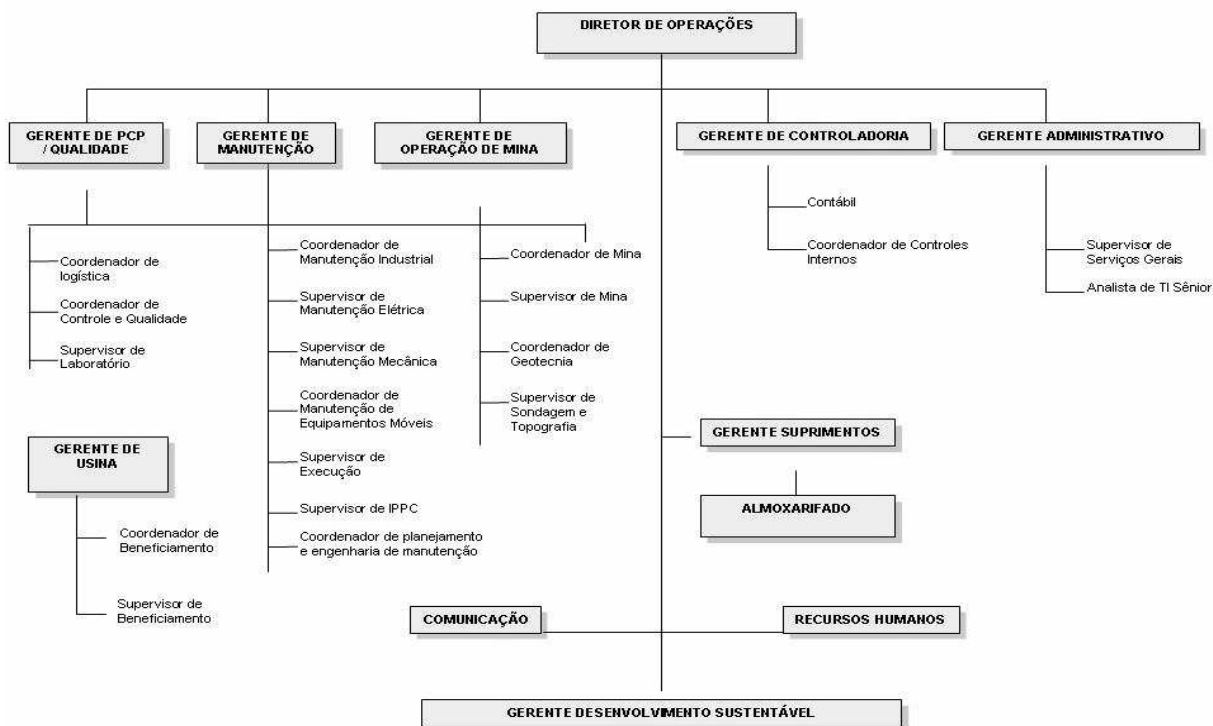 DIRETOR DE OPERAÇÕES
GERENTE DE PCP
/ QUALIDADE
GERENTE DE
MANUTENÇÃO
GERENTE DE
OPERAÇÃO DE MINA
GERENTE DE CONTROLADORIA
GERENTE ADMINISTRATIVO
Coordenador de
logística
Coordenador de
Controle e Qualidade
Supervisor de
Laboratório
Coordenador de
Manutenção Industrial
Supervisor de
Manutenção Elétrica
Supervisor de
Manutenção Mecânica
Coordenador de
Manutenção de
Equipamentos Móveis
Supervisor de
Execução
Supervisor de IPPC
Coordenador de planejamento
e engenharia de manutenção
Coordenador de Mina
Supervisor de Mina
Coordenador de
Geotecnia
Supervisor de
Sondagem e
Topografia
Contábil
Coordenador de Controles
Internos
Supervisor de
Serviços Gerais
Analista de TI Sênior
GERENTE DE
USINA
Coordenador de
Beneficiamento
Supervisor de
Beneficiamento
GERENTE SUPRIMENTOS
ALMOXARIFADO
COMUNICAÇÃO
RECURSOS HUMANOS
GERENTE DESENVOLVIMENTO SUSTENTÁVEL